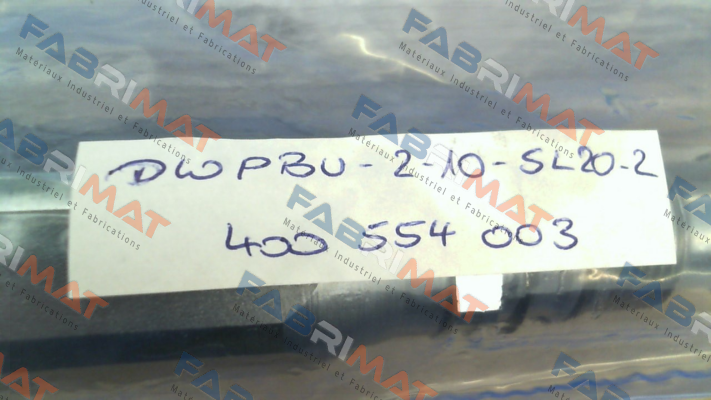 DWPBU-2-10-SL20-2
400 554 003
FABRIMAT
Materiaux Industriel et Fabrications